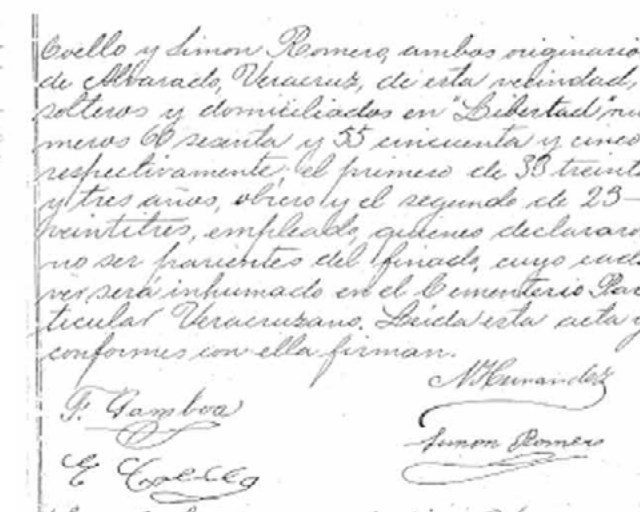 Coello y Simon Romero, ambos originario
de Alvarado, Veracruz, de esta vecindad,
solteros y domiciliados en "Libertad" nú
meros 60 sesenta y 55 cincuenta y cinco
respectivamente, el primero de 33 treint
y tres años, obrero y el segundo de 23-
veintitres, empleado, quienes declararon
no ser parientes del finado, cuyo cadá
ver será inhumado en el Cementerio Par
ticular Veracruzano. Leida esta acta y
conformes con ella firman.
N Hernandez
F. Gamboa
Simon Romero
E Coello